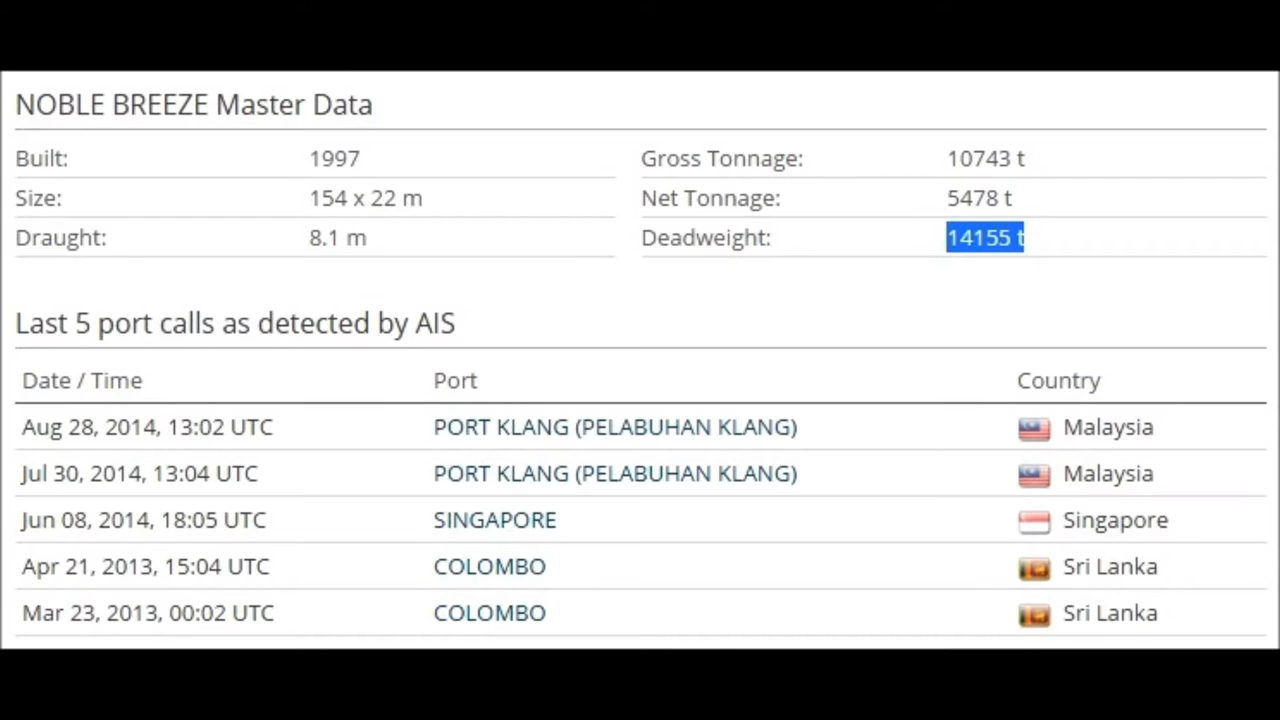 NOBLE BREEZE Master Data
Built: 1997 Gross Tonnage: 10743 t
Size: 154 x 22 m Net Tonnage: 5478 t
Draught: 8.1 m Deadweight: 14155 t
Last 5 port calls as detected by AIS
Date / Time Port Country
Aug 28, 2014, 13:02 UTC PORT KLANG (PELABUHAN KLANG) Malaysia
Jul 30, 2014, 13:04 UTC PORT KLANG (PELABUHAN KLANG) Malaysia
Jun 08, 2014, 18:05 UTC SINGAPORE Singapore
Apr 21, 2013, 15:04 UTC COLOMBO Sri Lanka
Mar 23, 2013, 00:02 UTC COLOMBO Sri Lanka